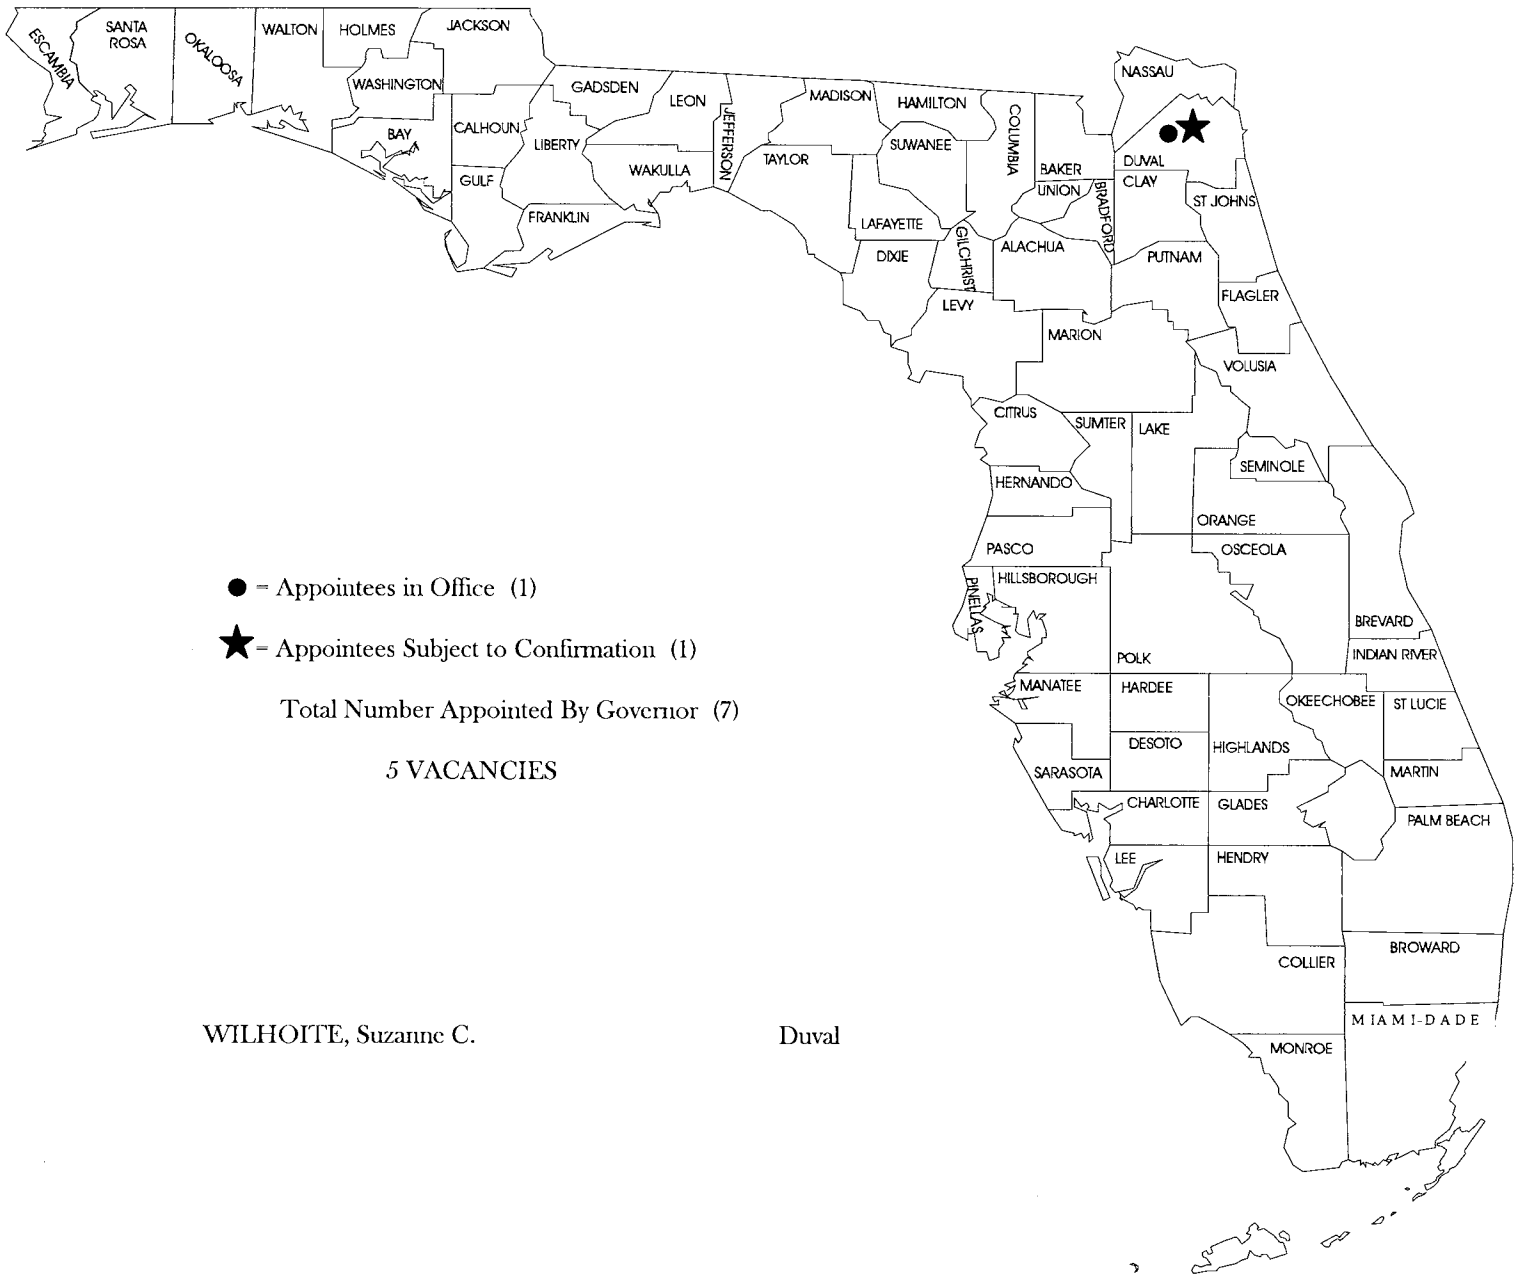 SANTA
ROSA
ESCAMBIA
OKALOOSA
WALTON
HOLMES
JACKSON
WASHINGTON
BAY
CALHOUN
GULF
GADSDEN
LIBERTY
FRANKLIN
LEON
WAKULLA
JEFFERSON
MADISON
TAYLOR
HAMILTON
SUWANEE
LAFAYETTE
DIXIE
COLUMBIA
GILCHRIST
BAKER
UNION
BRADFORD
ALACHUA
LEVY
NASSAU
DUVAL
CLAY
ST JOHNS
PUTNAM
FLAGLER
MARION
VOLUSIA
CITRUS
SUMTER
LAKE
SEMINOLE
HERNANDO
ORANGE
PASCO
OSCEOLA
PINELLAS
HILLSBOROUGH
POLK
BREVARD
INDIAN RIVER
MANATEE
HARDEE
OKEECHOBEE
ST LUCIE
DESOTO
HIGHLANDS
SARASOTA
MARTIN
CHARLOTTE
GLADES
PALM BEACH
LEE
HENDRY
BROWARD
COLLIER
MIAMI-DADE
MONROE
= Appointees in Office (1)
= Appointees Subject to Confirmation (1)
Total Number Appointed By Governor (7)
5 VACANCIES
WILHOITE, Suzanne C. Duval